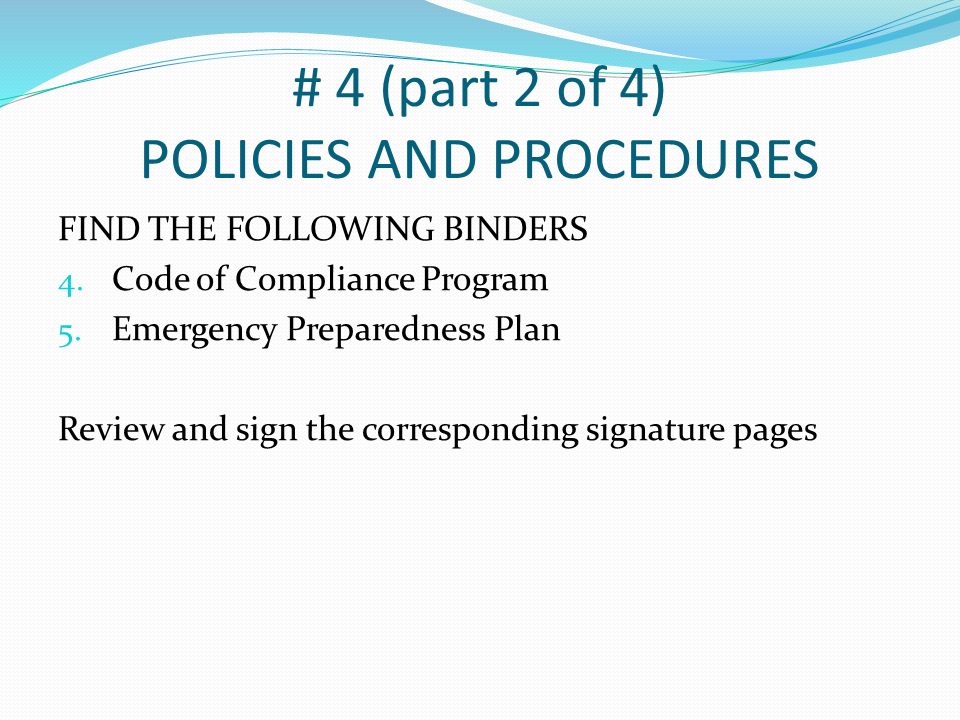 # 4 (part 2 of 4)
POLICIES AND PROCEDURES
FIND THE FOLLOWING BINDERS
4. Code of Compliance Program
5. Emergency Preparedness Plan
Review and sign the corresponding signature pages